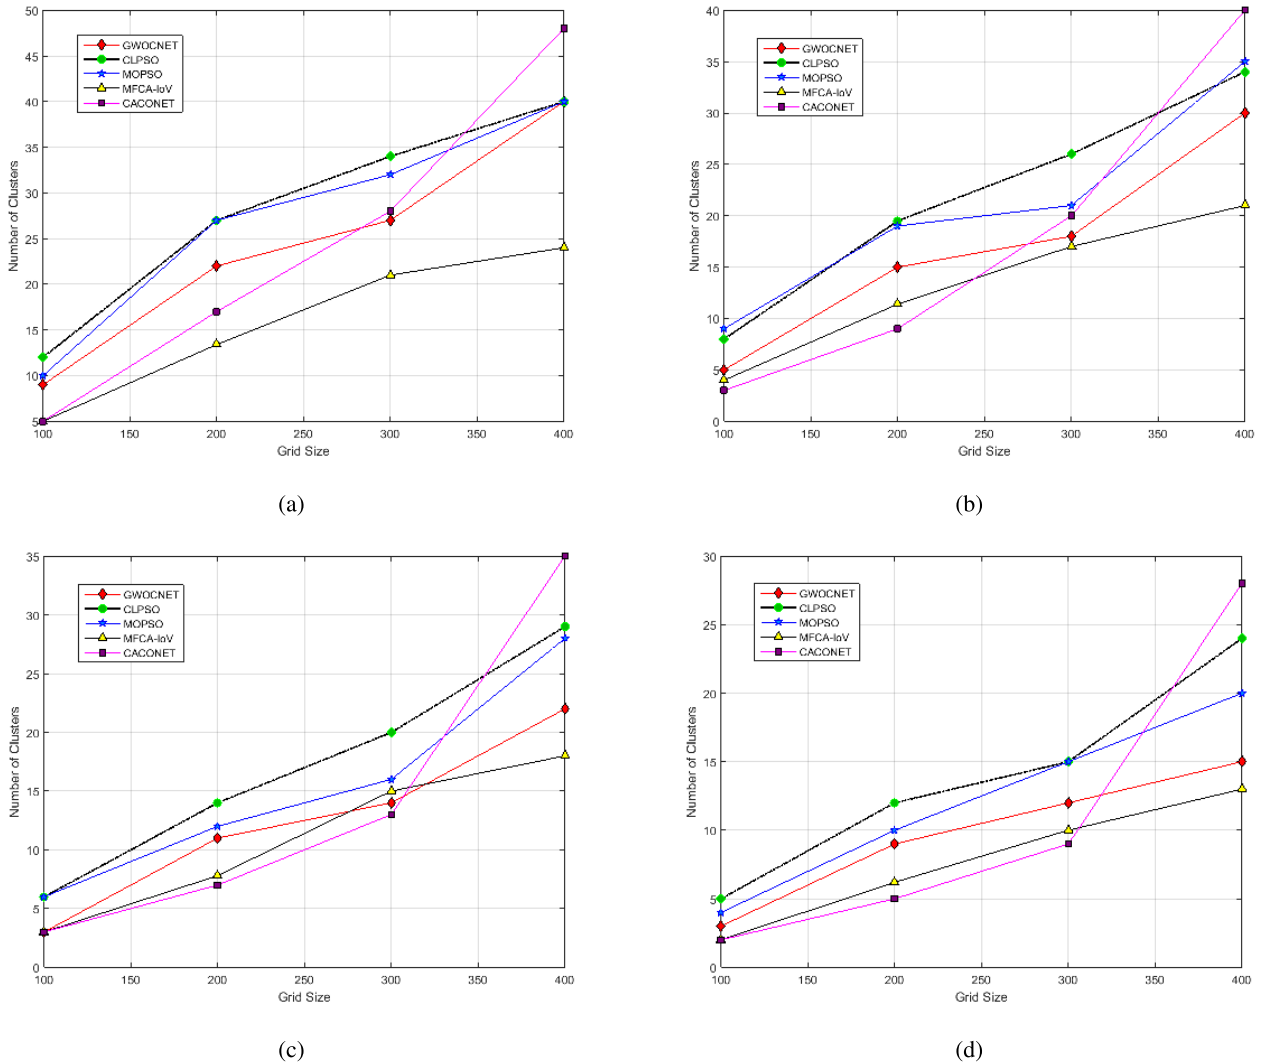 50
45
40
35
30
25
20
15
10
5
Number of Clusters
GWOCNET
CLPSO
MOPSO
MFCA-IoV
CACONET
100 150 200 250 300 350 400
Grid Size
(a)
40
35
30
25
20
15
10
5
0
Number of Clusters
GWOCNET
CLPSO
MOPSO
MFCA-IoV
CACONET
100 150 200 250 300 350 400
Grid Size
(b)
35
30
25
20
15
10
5
0
Number of Clusters
GWOCNET
CLPSO
MOPSO
MFCA-IoV
CACONET
100 150 200 250 300 350 400
Grid Size
(c)
30
25
20
15
10
5
0
Number of Clusters
GWOCNET
CLPSO
MOPSO
MFCA-IoV
CACONET
100 150 200 250 300 350 400
Grid Size
(d)